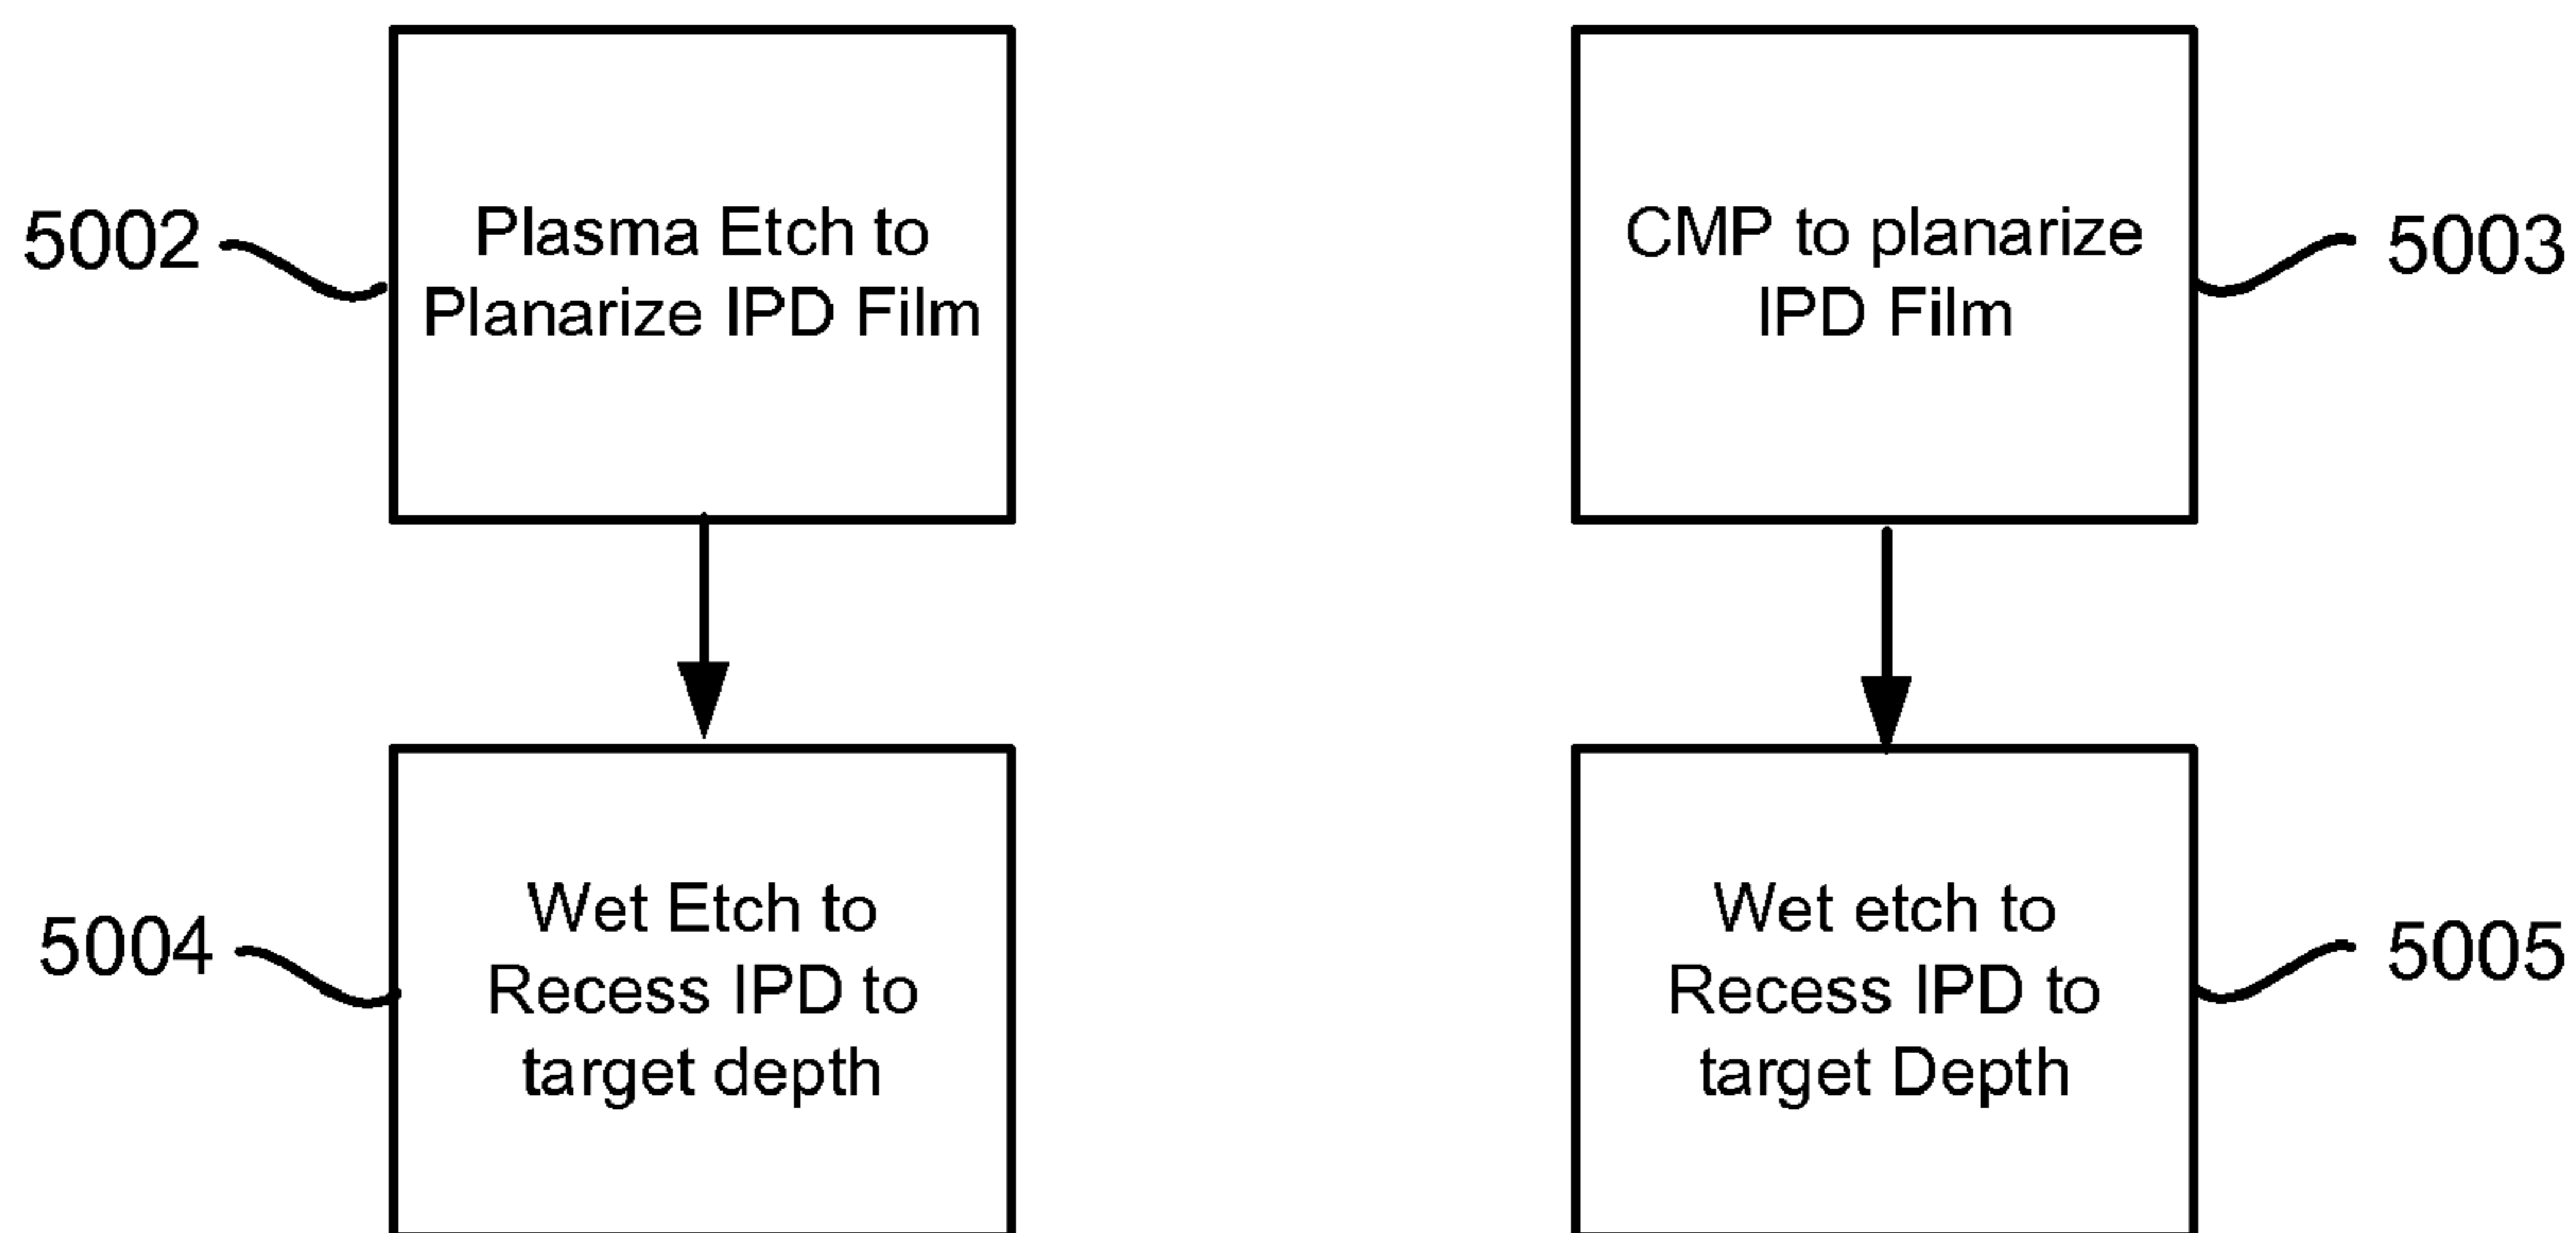 5002
Plasma Etch to
Planarize IPD Film
CMP to planarize
IPD Film
5003
5004
Wet Etch to
Recess IPD to
target depth
Wet etch to
Recess IPD to
target Depth
5005